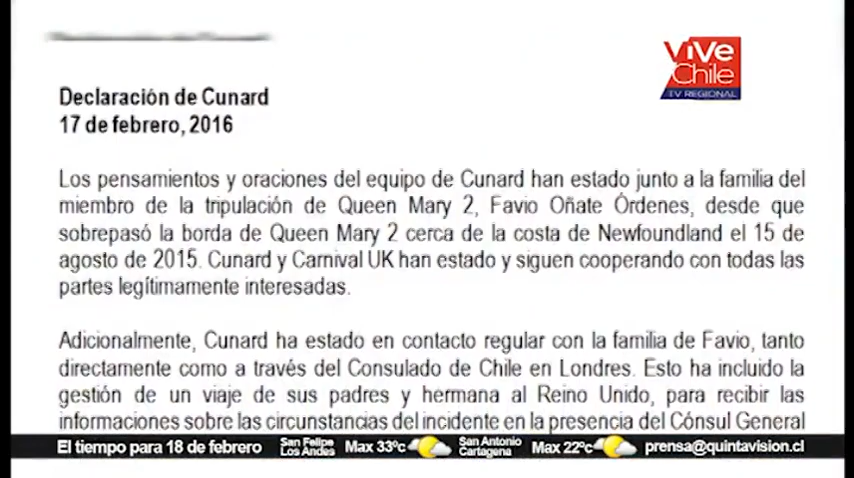 ViVe
Chile
TV REGIONAL
Declaración de Cunard
17 de febrero, 2016
Los pensamientos y oraciones del equipo de Cunard han estado junto a la familia del
miembro de la tripulación de Queen Mary 2, Favio Oñate Órdenes, desde que
sobrepasó la borda de Queen Mary 2 cerca de la costa de Newfoundland el 15 de
agosto de 2015. Cunard y Carnival UK han estado y siguen cooperando con todas las
partes legítimamente interesadas.
Adicionalmente, Cunard ha estado en contacto regular con la familia de Favio, tanto
directamente como a través del Consulado de Chile en Londres. Esto ha incluido la
gestión de un viaje de sus padres y hermana al Reino Unido, para recibir las
informaciones sobre las circunstancias del incidente en la presencia del Cónsul General
El tiempo para 18 de febrero San Felipe Los Andes Max 33ºc San Antonio Cartagena Max 22ºc prensa@quintavision.cl